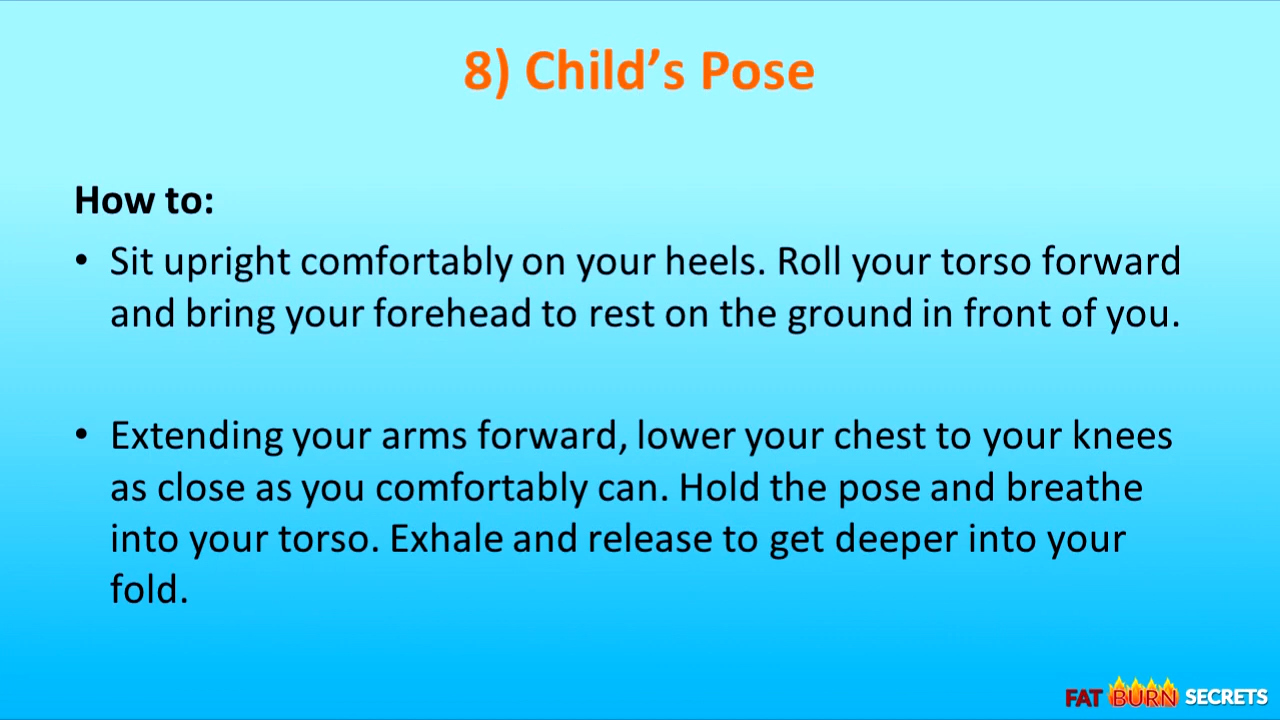 8) Child’s Pose
How to:
• Sit upright comfortably on your heels. Roll your torso forward
and bring your forehead to rest on the ground in front of you.
• Extending your arms forward, lower your chest to your knees
as close as you comfortably can. Hold the pose and breathe
into your torso. Exhale and release to get deeper into your
fold.
FAT BURN SECRETS